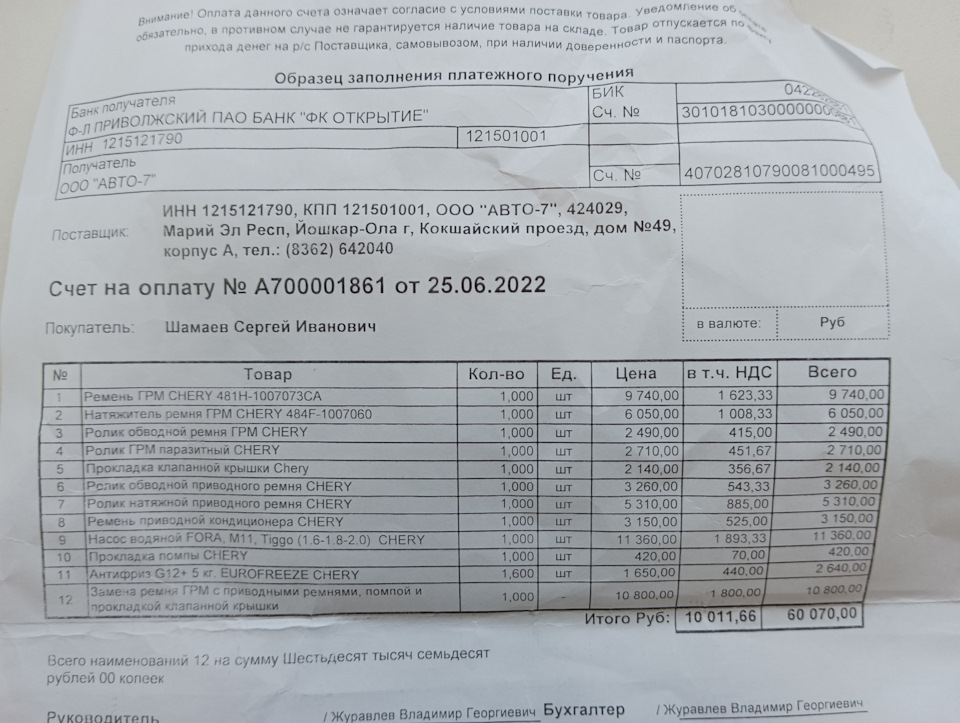 Внимание! Оплата данного счета означает согласие с условиями поставки товара. Уведомление об
обязательно, в противном случае не гарантируется наличие товара на складе. Товар отпускается по
прихода денег на р/с Поставщика, самовывозом, при наличии доверенности и паспорта.
Образец заполнения платежного поручения
Банк получателя БИК
Ф-Л ПРИВОЛЖСКИЙ ПАО БАНК "ФК ОТКРЫТИЕ" Сч. №
ИНН 1215121790 121501001
Получатель
ООО "АВТО-7" Сч. № 40702810790081000495
Поставщик: ИНН 1215121790, КПП 121501001, ООО "АВТО-7", 424029,
Марий Эл Респ, Йошкар-Ола г, Кокшайский проезд, дом №49,
корпус А, тел.: (8362) 642040
Счет на оплату № А700001861 от 25.06.2022
Покупатель: Шамаев Сергей Иванович
в валюте: Руб
№ Товар Кол-во Ед. Цена в т.ч. НДС Всего
1 Ремень ГРМ CHERY 481H-1007073CA 1,000 шт 9 740,00 1 623,33 9 740,00
2 Натяжитель ремня ГРМ CHERY 484F-1007060 1,000 шт 6 050,00 1 008,33 6 050,00
3 Ролик обводной ремня ГРМ CHERY 1,000 шт 2 490,00 415,00 2 490,00
4 Ролик ГРМ паразитный CHERY 1,000 шт 2 710,00 451,67 2 710,00
5 Прокладка клапанной крышки Chery 1,000 шт 2 140,00 356,67 2 140,00
6 Ролик обводной приводного ремня CHERY 1,000 шт 3 260,00 543,33 3 260,00
7 Ролик натяжной приводного ремня CHERY 1,000 шт 5 310,00 885,00 5 310,00
8 Ремень приводной кондиционера CHERY 1,000 шт 3 150,00 525,00 3 150,00
9 Насос водяной FORA, M11, Tiggo (1.6-1.8-2.0) CHERY 1,000 шт 11 360,00 1 893,33 11 360,00
10 Прокладка помпы CHERY 1,000 шт 420,00 70,00 420,00
11 Антифриз G12+ 5 кг. EUROFREEZE CHERY 1,600 шт 1 650,00 440,00 2 640,00
12 Замена ремня ГРМ с приводными ремнями, помпой и
прокладкой клапанной крышки 1,000 - 10 800,00 1 800,00 10 800,00
Итого Руб: 10 011,66 60 070,00
Всего наименований 12 на сумму Шестьдесят тысяч семьдесят
рублей 00 копеек
Руководитель / Журавлев Владимир Георгиевич Бухгалтер / Журавлев Владимир Георгиевич